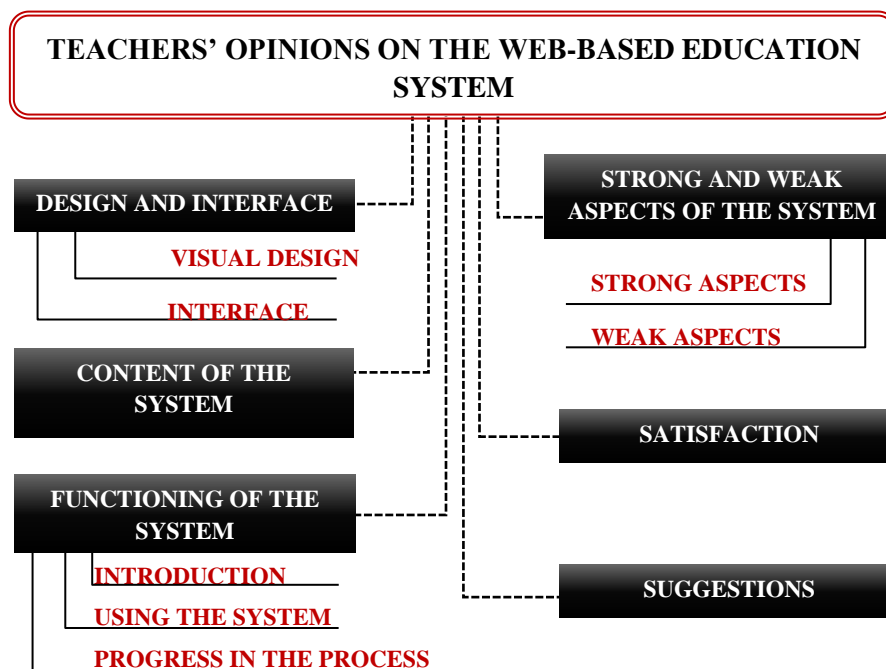 TEACHERS’ OPINIONS ON THE WEB-BASED EDUCATION
SYSTEM
DESIGN AND INTERFACE
VISUAL DESIGN
INTERFACE
CONTENT OF THE
SYSTEM
FUNCTIONING OF THE
SYSTEM
INTRODUCTION
USING THE SYSTEM
PROGRESS IN THE PROCESS
STRONG AND WEAK
ASPECTS OF THE SYSTEM
STRONG ASPECTS
WEAK ASPECTS
SATISFACTION
SUGGESTIONS